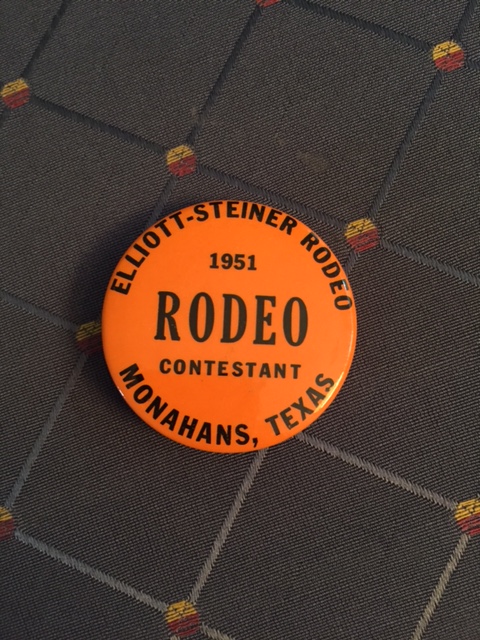 ELLIOTT-STEINER RODEO
1951
RODEO
CONTESTANT
MONAHANS, TEXAS